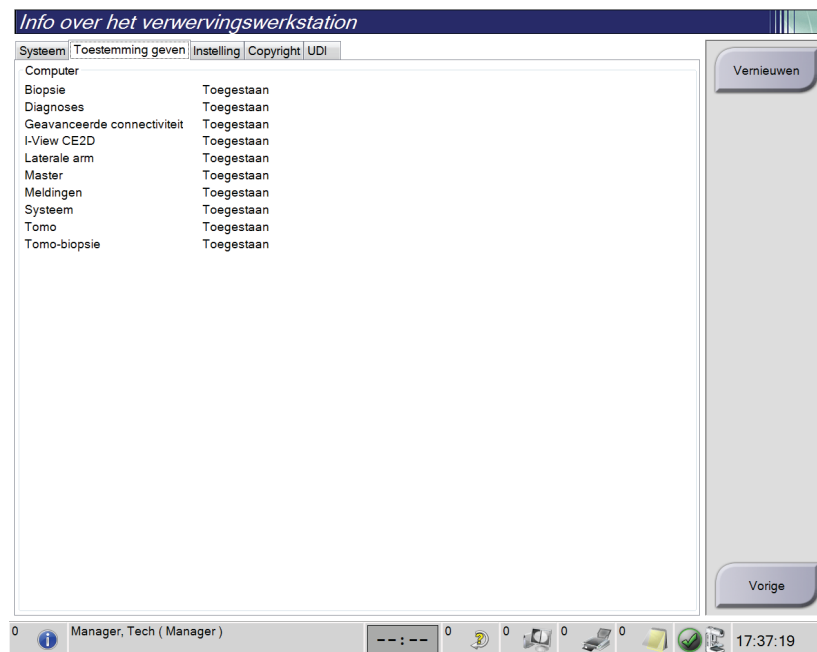 Info over het verwervingswerkstation
Systeem Toestemming geven Instelling Copyright UDI
Vernieuwen
Computer
Biopsie Toegestaan
Diagnoses Toegestaan
Geavanceerde connectiviteit Toegestaan
I-View CE2D Toegestaan
Laterale arm Toegestaan
Master Toegestaan
Meldingen Toegestaan
Systeem Toegestaan
Tomo Toegestaan
Tomo-biopsie Toegestaan
Vorige
0 Manager, Tech ( Manager ) --:-- 0 0 0 0 17:37:19